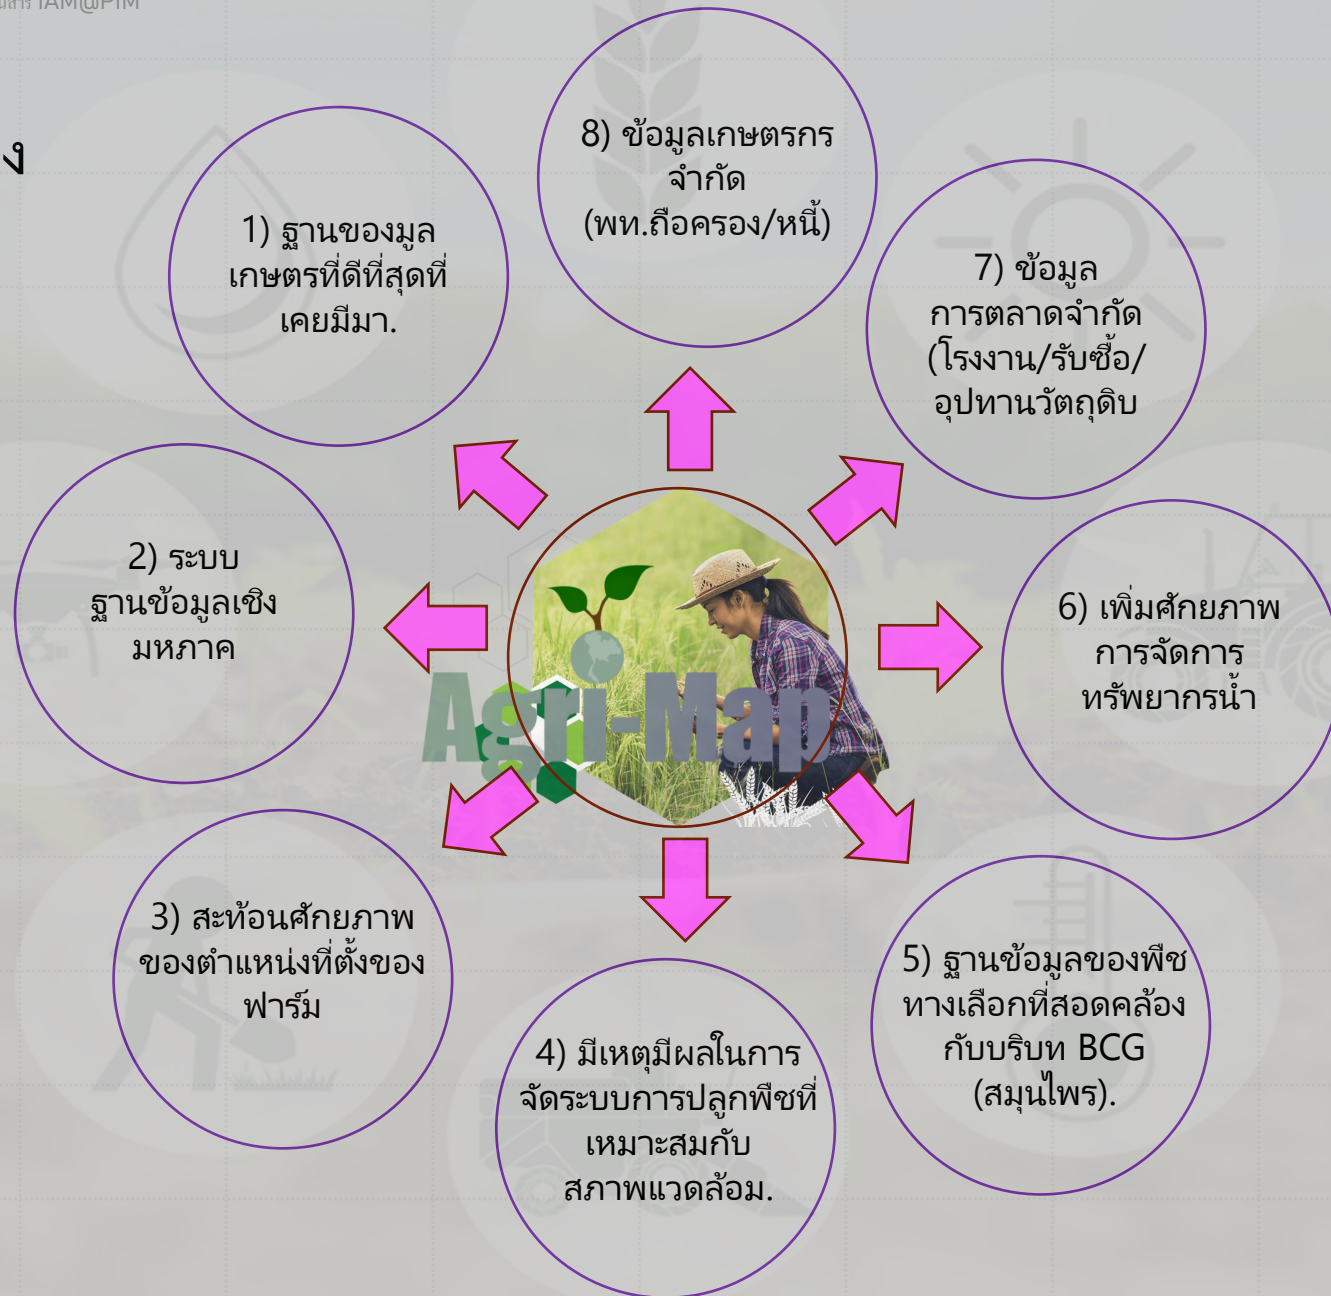 IAM@PIM
ง
8) ข้อมูลเกษตรกร
จำกัด
(พท.ถือครอง/หนี้)
1) ฐานของมูล
เกษตรที่ดีที่สุดที่
เคยมีมา.
7) ข้อมูล
การตลาดจำกัด
(โรงงาน/รับซื้อ/
อุปทานวัตถุดิบ
2) ระบบ
ฐานข้อมูลเชิง
มหภาค
6) เพิ่มศักยภาพ
การจัดการ
ทรัพยากรน้ำ
Agri-Map
3) สะท้อนศักยภาพ
ของตำแหน่งที่ตั้งของ
ฟาร์ม
5) ฐานข้อมูลของพืช
ทางเลือกที่สอดคล้อง
กับบริบท BCG
(สมุนไพร).
4) มีเหตุมีผลในการ
จัดระบบการปลูกพืชที่
เหมาะสมกับ
สภาพแวดล้อม.